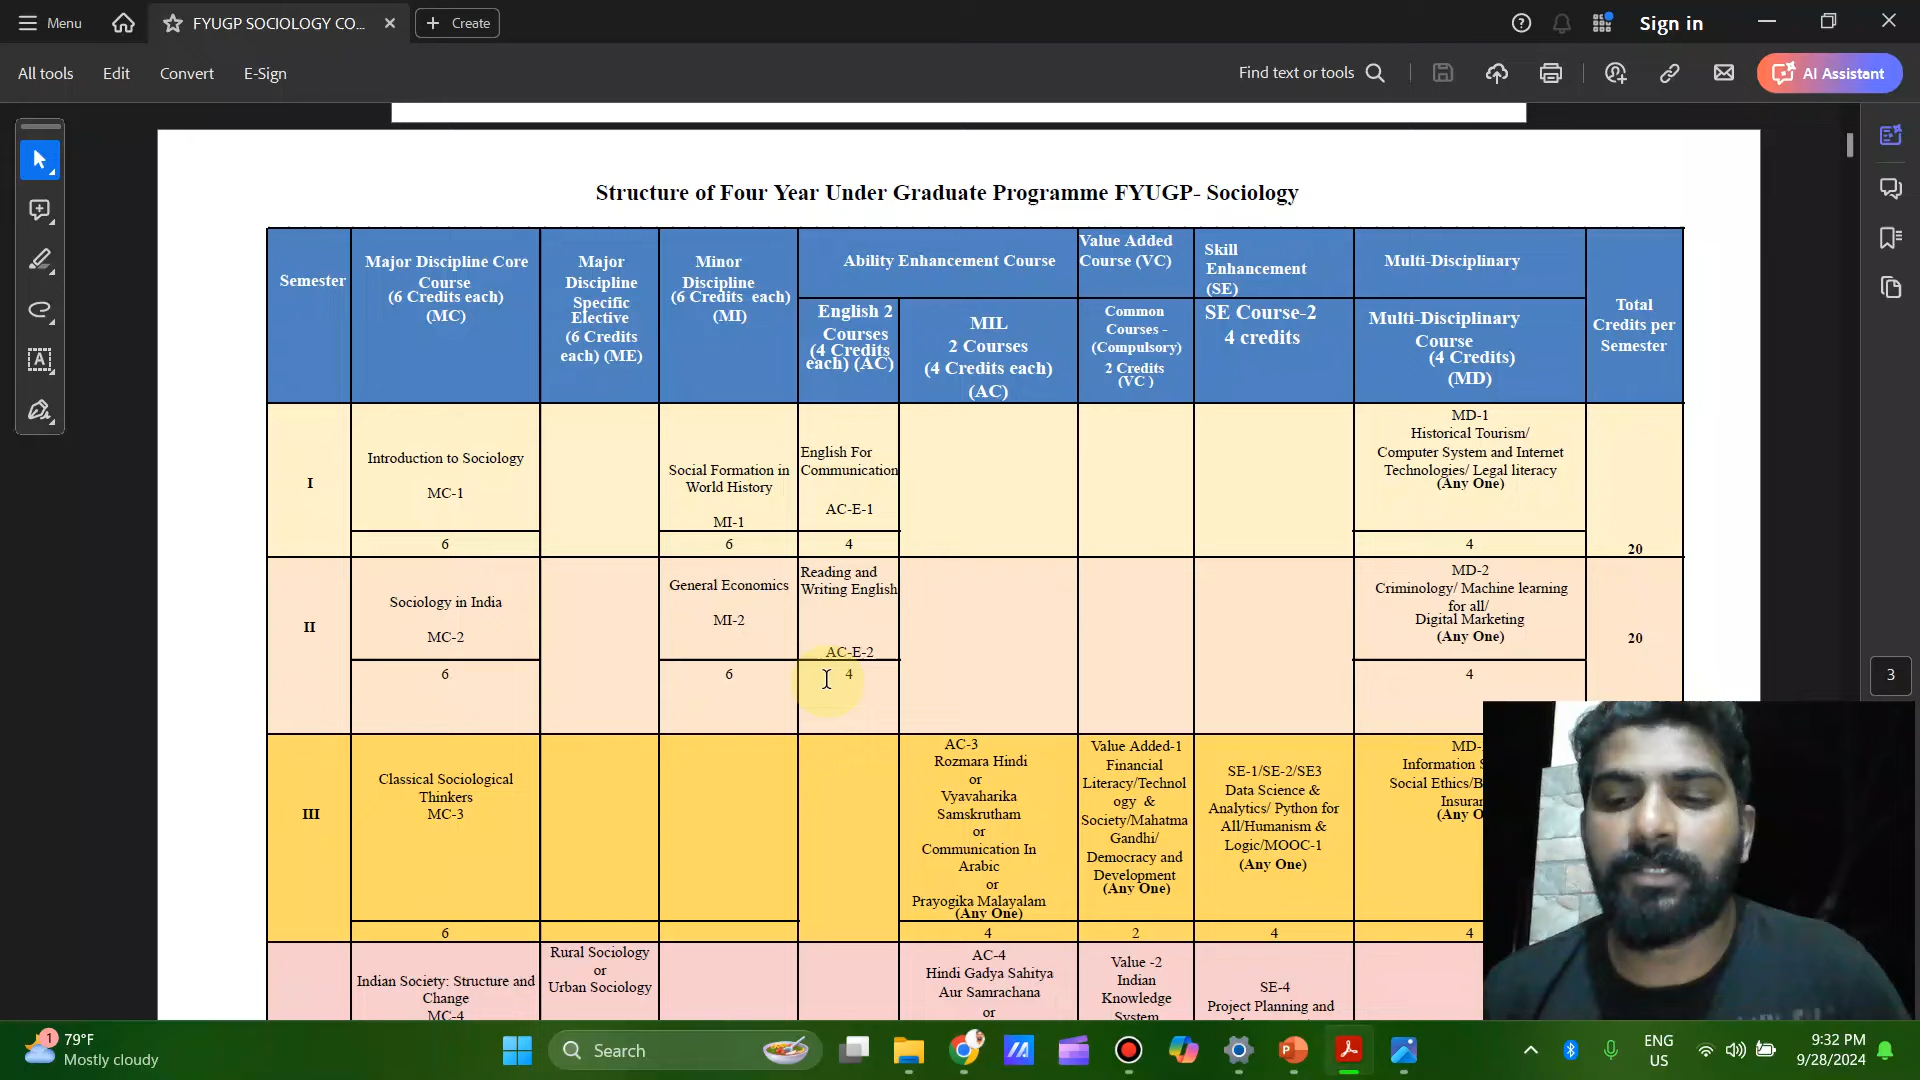 Menu
FYUGP SOCIOLOGY CO...
Create
Sign in
All tools
Edit
Convert
E-Sign
Find text or tools
AI Assistant
Structure of Four Year Under Graduate Programme FYUGP- Sociology
Semester
Major Discipline Core
Course
(6 Credits each)
(MC)
Major
Discipline
Specific
Elective
(6 Credits
each) (ME)
Minor
Discipline
(6 Credits each)
(MI)
Ability Enhancement Course
English 2
Courses
(4 Credits
each) (AC)
MIL
2 Courses
(4 Credits each)
(AC)
Value Added
Course (VC)
Common
Courses -
(Compulsory)
2 Credits
(VC )
Skill
Enhancement
(SE)
SE Course-2
4 credits
Multi-Disciplinary
Multi-Disciplinary
Course
(4 Credits)
(MD)
Total
Credits per
Semester
I
Introduction to Sociology
MC-1
6
Social Formation in
World History
MI-1
6
English For
Communication
AC-E-1
4
MD-1
Historical Tourism/
Computer System and Internet
Technologies/ Legal literacy
(Any One)
4
20
II
Sociology in India
MC-2
6
General Economics
MI-2
6
Reading and
Writing English
AC-E-2
4
MD-2
Criminology/ Machine learning
for all/
Digital Marketing
(Any One)
4
20
III
Classical Sociological
Thinkers
MC-3
6
AC-3
Rozmara Hindi
or
Vyavaharika
Samskrutham
or
Communication In
Arabic
or
Prayogika Malayalam
(Any One)
4
Value Added-1
Financial
Literacy/Technol
ogy &
Society/Mahatma
Gandhi/
Democracy and
Development
(Any One)
2
SE-1/SE-2/SE3
Data Science &
Analytics/ Python for
All/Humanism &
Logic/MOOC-1
(Any One)
4
MD-
Information S
Social Ethics/B
Insura
(Any O
4
Indian Society: Structure and
Change
MC-4
Rural Sociology
or
Urban Sociology
AC-4
Hindi Gadya Sahitya
Aur Samrachana
or
Value -2
Indian
Knowledge
System
SE-4
Project Planning and
3
1
79°F
Mostly cloudy
Search
ENG
US
9:32 PM
9/28/2024